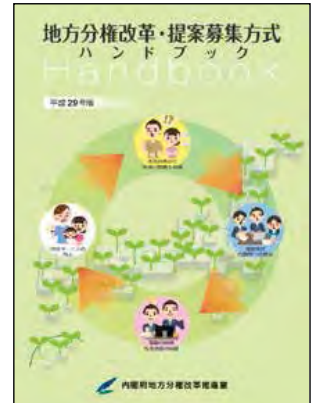 地方分権改革・提案募集方式
ハンドブック
Handbook
平成29年版
内閣府地方分権改革推進室